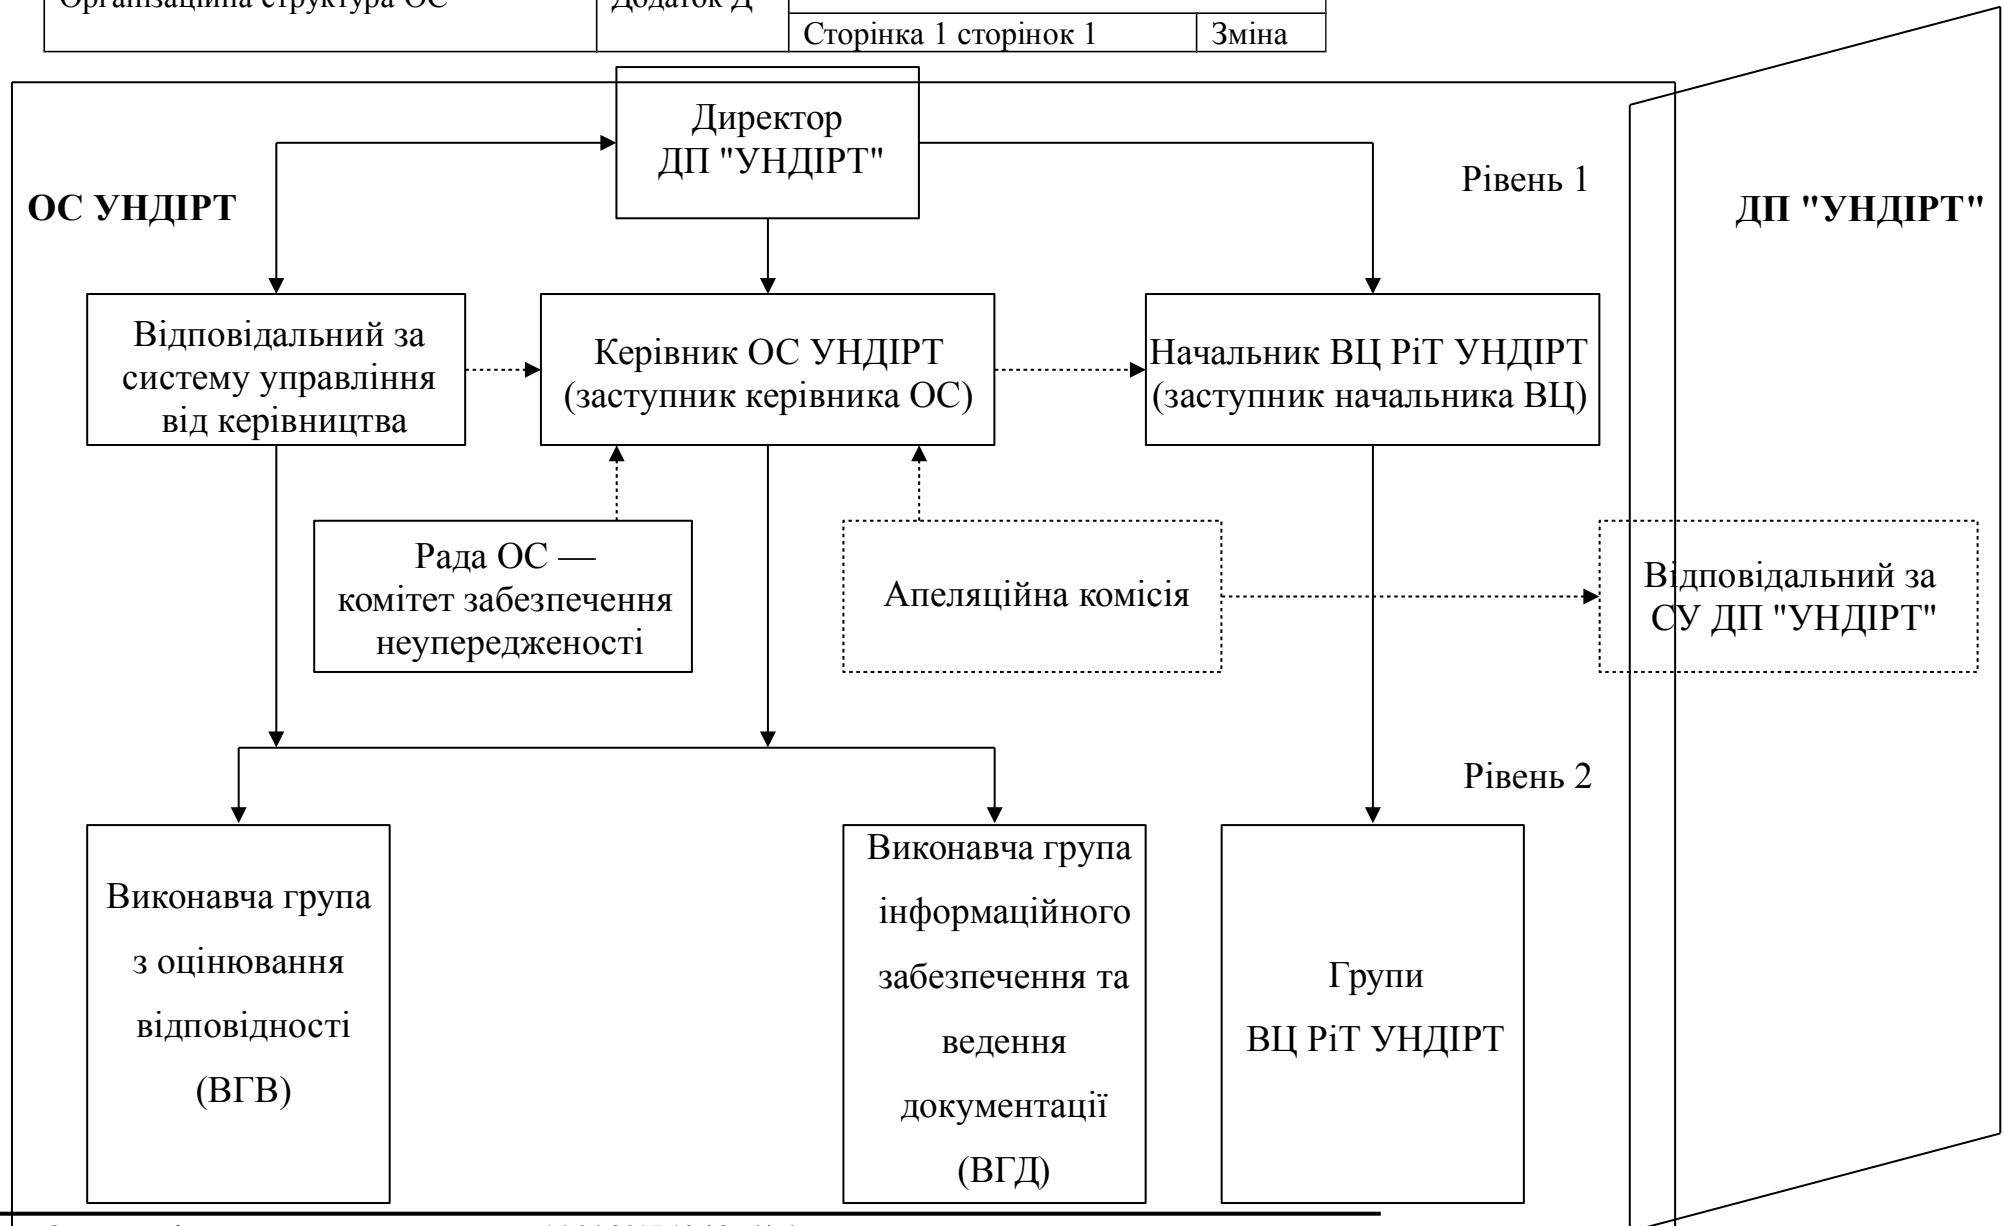 Організаційна структура ОС
Додаток Д
Сторінка 1 сторінок 1
Зміна
Директор
ДП "УНДІРТ"
Рівень 1
ОС УНДІРТ
ДП "УНДІРТ"
Відповідальний за
систему управління
від керівництва
Керівник ОС УНДІРТ
(заступник керівника ОС)
Начальник ВЦ РіТ УНДІРТ
(заступник начальника ВЦ)
Рада ОС —
комітет забезпечення
неупередженості
Апеляційна комісія
Відповідальний за
СУ ДП "УНДІРТ"
Рівень 2
Виконавча група
з оцінювання
відповідності
(ВГВ)
Виконавча група
інформаційного
забезпечення та
ведення
документації
(ВГД)
Групи
ВЦ РіТ УНДІРТ